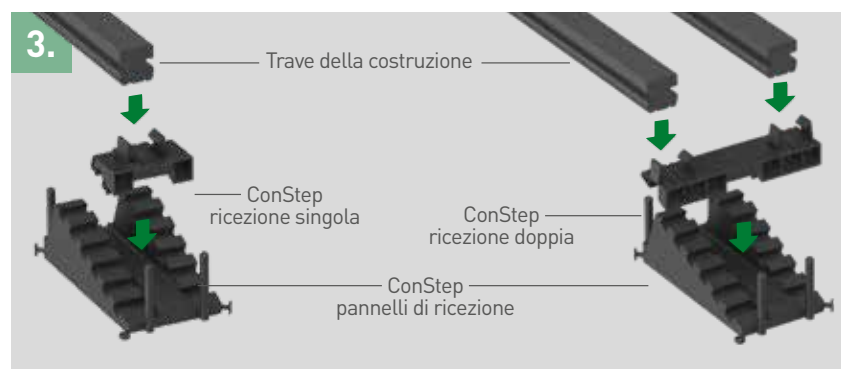 3.
Trave della costruzione
ConStep
ricezione singola
ConStep
ricezione doppia
ConStep
pannelli di ricezione